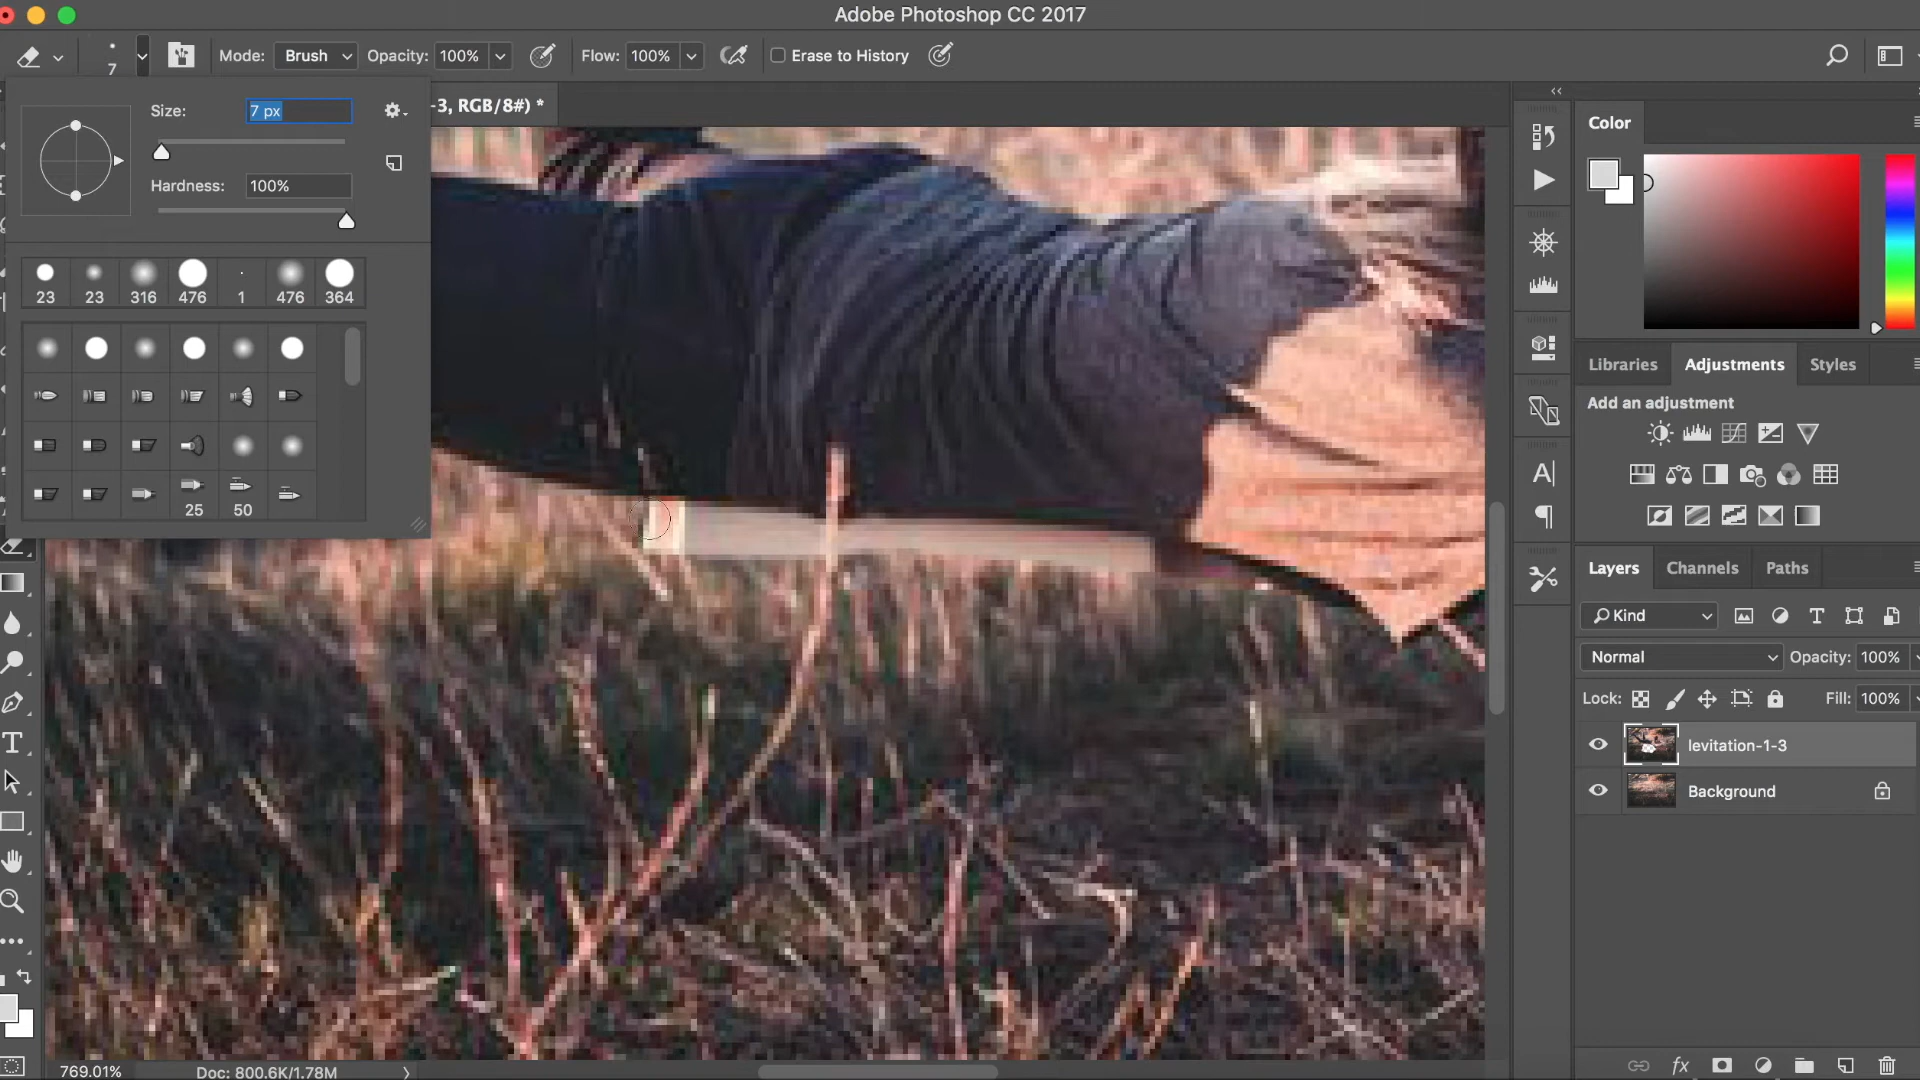 Adobe Photoshop CC 2017
7
Mode: Brush Opacity: 100% Flow: 100% Erase to History
-3, RGB/8#) *
Size: 7 px
Hardness: 100%
23 23 316 476 1 476 364
25 50
Color
Libraries Adjustments Styles
Add an adjustment
Layers Channels Paths
Kind
Normal Opacity: 100%
Lock: Fill: 100%
levitation-1-3
Background
769.01% Doc: 800.6K/1.78M